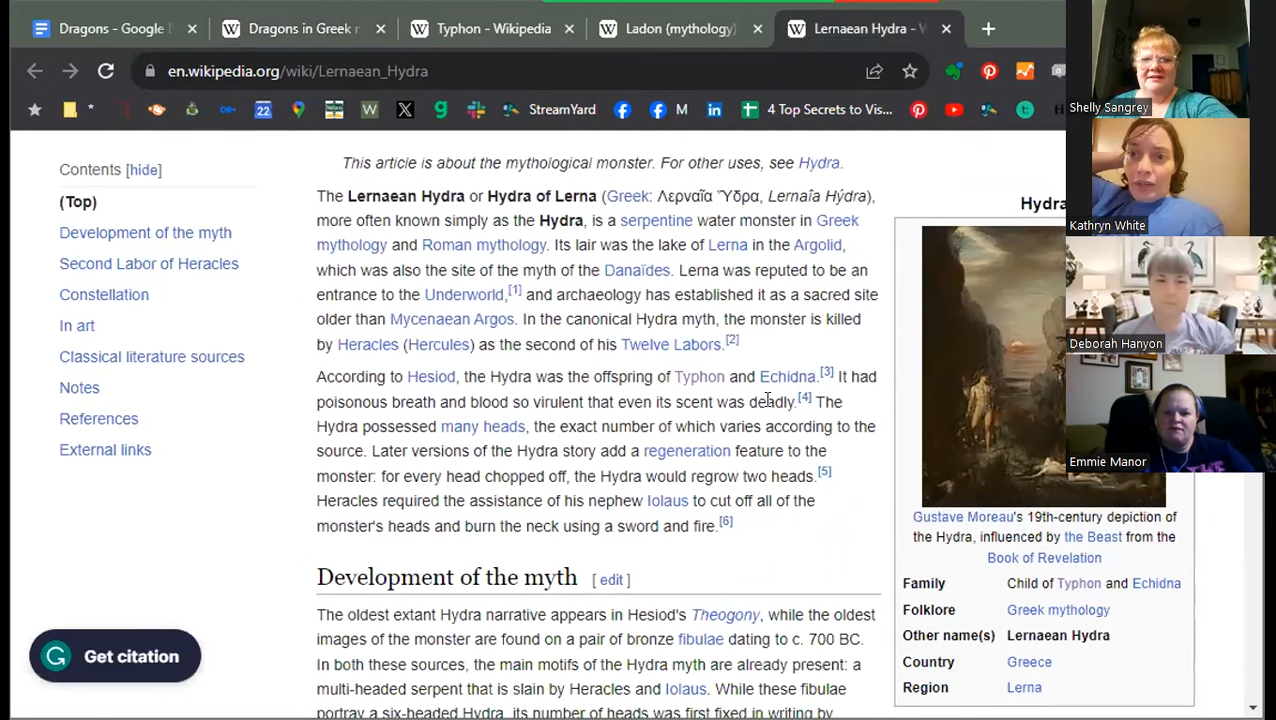 Dragons - Google
Dragons in Greek r
Typhon - Wikipedia
Ladon (mythology)
Lernaean Hydra - W
en.wikipedia.org/wiki/Lernaean_Hydra
22
StreamYard
M
4 Top Secrets to Vis...
Contents [hide]
(Top)
Development of the myth
Second Labor of Heracles
Constellation
In art
Classical literature sources
Notes
References
External links
Get citation
This article is about the mythological monster. For other uses, see Hydra.
The Lernaean Hydra or Hydra of Lerna (Greek: Λερναῖα Ὕδρα, Lernaîa Hýdra),
more often known simply as the Hydra, is a serpentine water monster in Greek
mythology and Roman mythology. Its lair was the lake of Lerna in the Argolid,
which was also the site of the myth of the Danaïdes. Lerna was reputed to be an
entrance to the Underworld,[1] and archaeology has established it as a sacred site
older than Mycenaean Argos. In the canonical Hydra myth, the monster is killed
by Heracles (Hercules) as the second of his Twelve Labors.[2]
According to Hesiod, the Hydra was the offspring of Typhon and Echidna.[3] It had
poisonous breath and blood so virulent that even its scent was deadly.[4] The
Hydra possessed many heads, the exact number of which varies according to the
source. Later versions of the Hydra story add a regeneration feature to the
monster: for every head chopped off, the Hydra would regrow two heads.[5]
Heracles required the assistance of his nephew Iolaus to cut off all of the
monster's heads and burn the neck using a sword and fire.[6]
Development of the myth [ edit ]
The oldest extant Hydra narrative appears in Hesiod's Theogony, while the oldest
images of the monster are found on a pair of bronze fibulae dating to c. 700 BC.
In both these sources, the main motifs of the Hydra myth are already present: a
multi-headed serpent that is slain by Heracles and Iolaus. While these fibulae
portray a six-headed Hydra, its number of heads was first fixed in writing by
Hydra
Gustave Moreau's 19th-century depiction of
the Hydra, influenced by the Beast from the
Book of Revelation
Family Child of Typhon and Echidna
Folklore Greek mythology
Other name(s) Lernaean Hydra
Country Greece
Region Lerna
Shelly Sangrey
Kathryn White
Deborah Hanyon
Emmie Manor